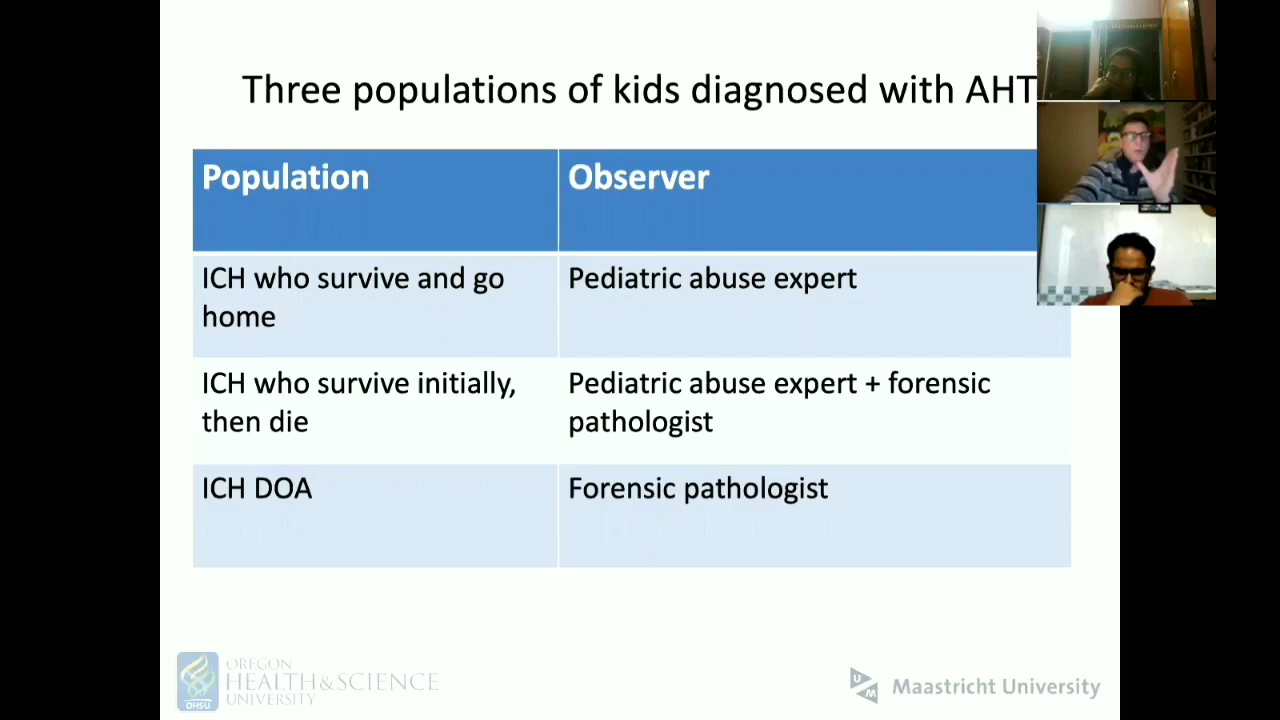 Three populations of kids diagnosed with AHT
Population
Observer
ICH who survive and go
home
Pediatric abuse expert
ICH who survive initially,
then die
Pediatric abuse expert + forensic
pathologist
ICH DOA
Forensic pathologist
OHSU
OREGON
HEALTH & SCIENCE
UNIVERSITY
UM
Maastricht University